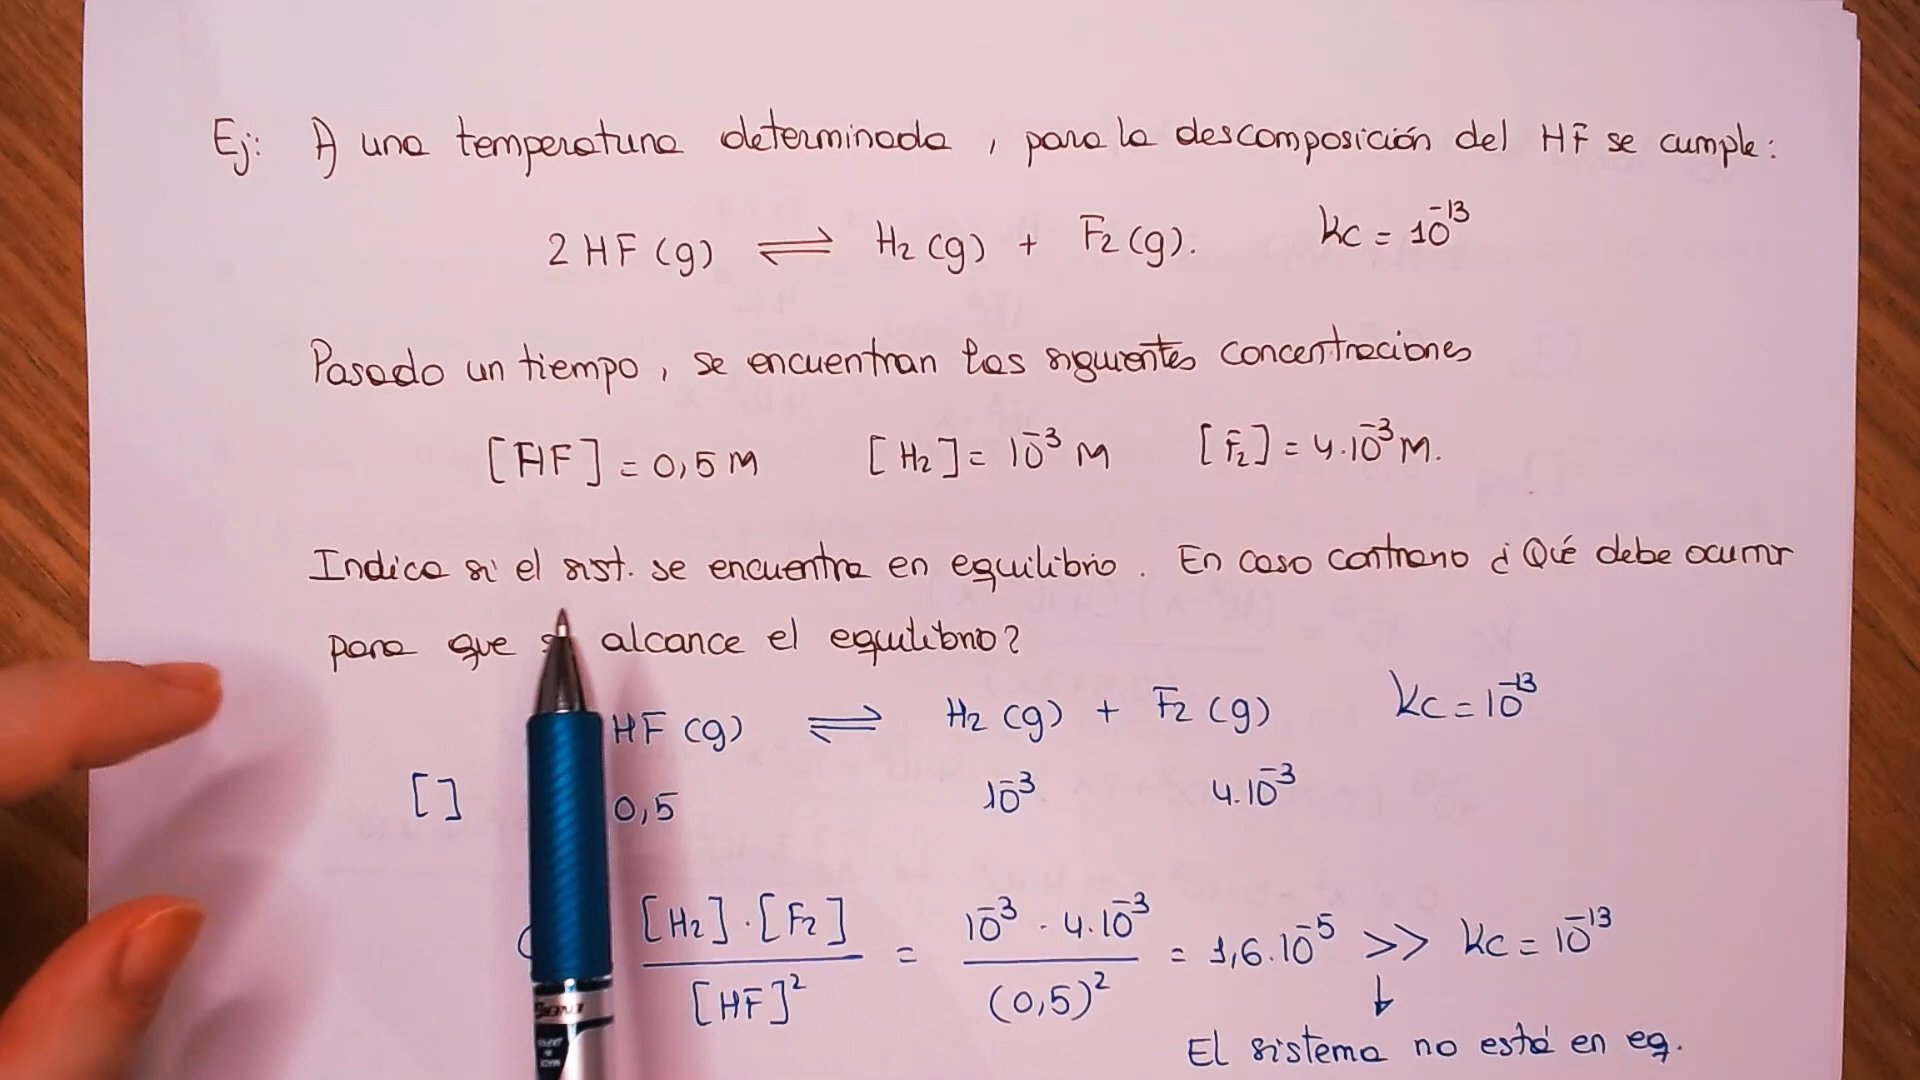 Ej: A una temperatura determinada, para la descomposición del HF se cumple:
2 HF (g) ⇌ H₂ (g) + F₂ (g). Kc = 10⁻¹³
Pasado un tiempo, se encuentran las siguientes concentraciones
[HF] = 0,5 M [H₂] = 10⁻³ M [F₂] = 4·10⁻³ M.
Indica si el sist. se encuentra en equilibrio. En caso contrario ¿Qué debe ocurrir
para que alcance el equilibrio?
HF (g) ⇌ H₂ (g) + F₂ (g) Kc = 10⁻¹³
[ ] 0,5 10⁻³ 4·10⁻³
[H₂]·[F₂] / [HF]² = 10⁻³ · 4·10⁻³ / (0,5)² = 1,6·10⁻⁵ >> Kc = 10⁻¹³
↓
El sistema no está en eq.